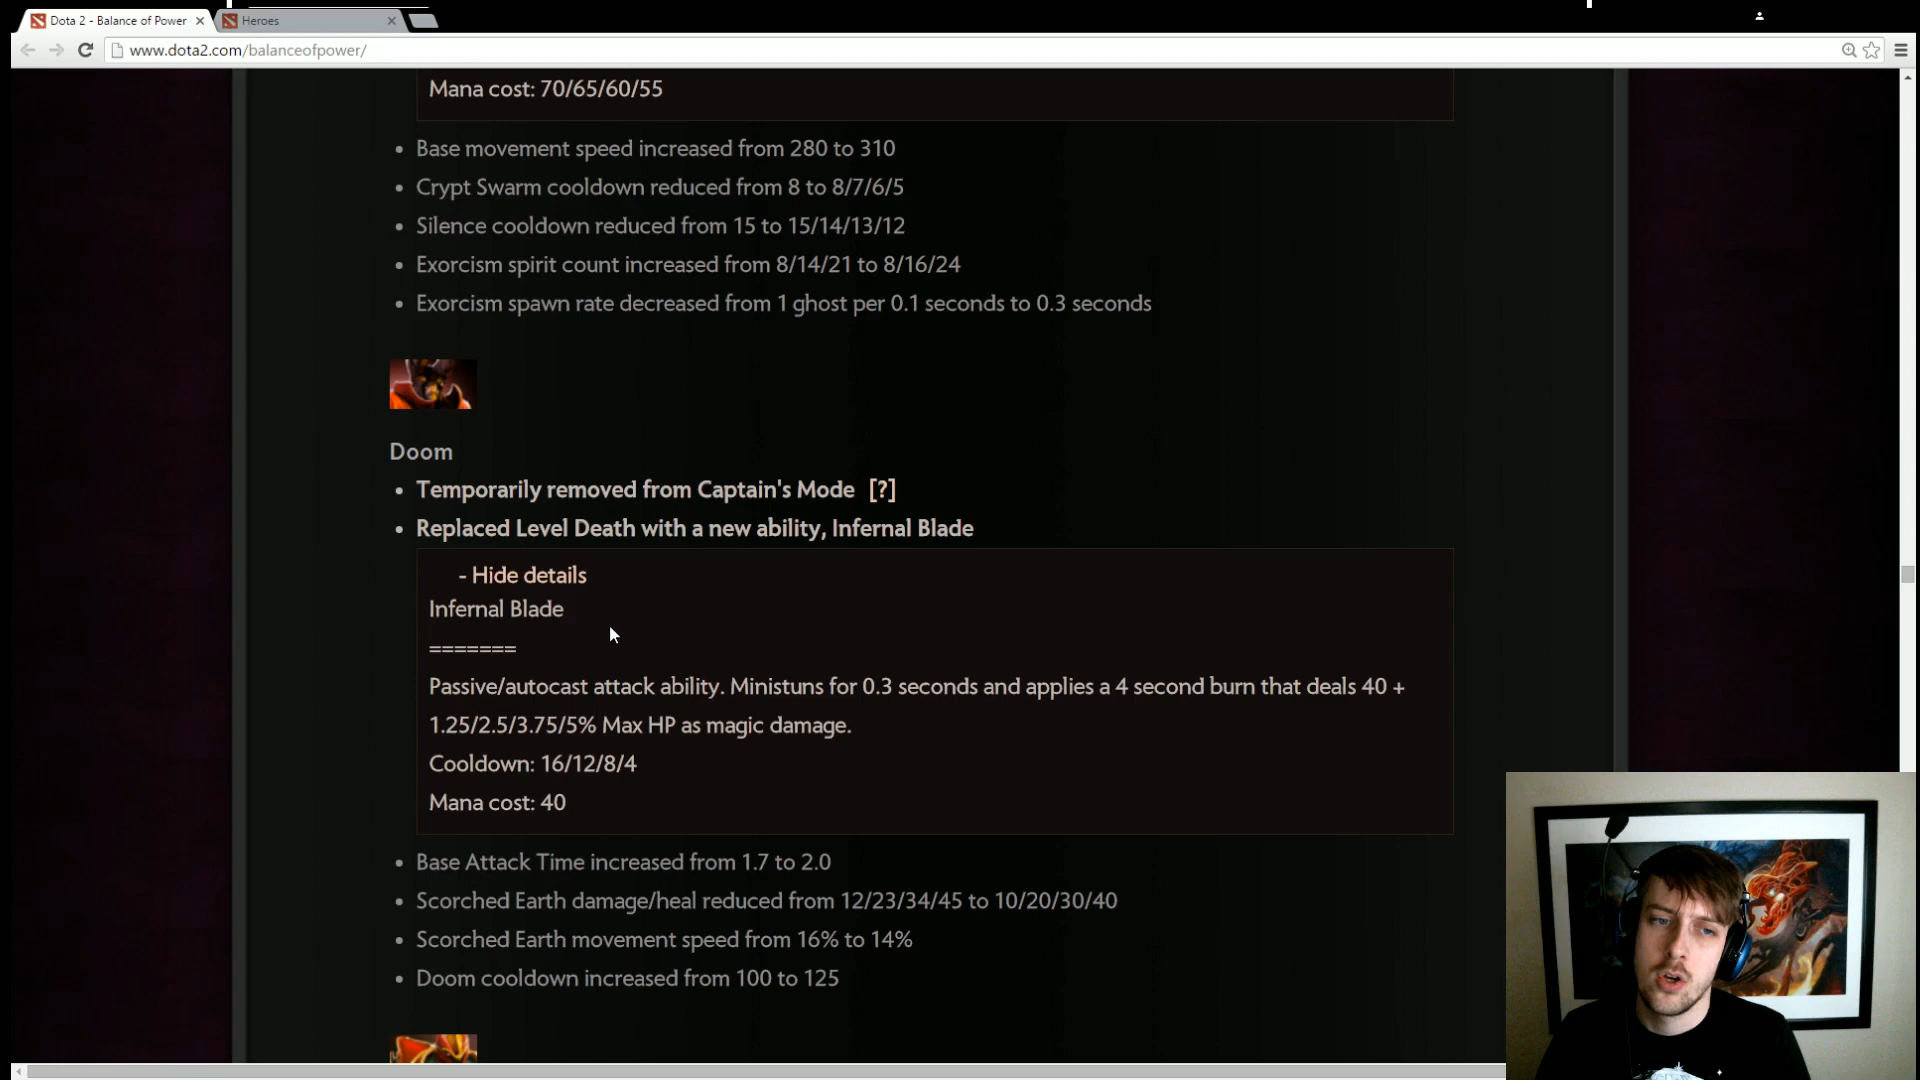 Dota 2 - Balance of Power
Heroes
www.dota2.com/balanceofpower/
Mana cost: 70/65/60/55
• Base movement speed increased from 280 to 310
• Crypt Swarm cooldown reduced from 8 to 8/7/6/5
• Silence cooldown reduced from 15 to 15/14/13/12
• Exorcism spirit count increased from 8/14/21 to 8/16/24
• Exorcism spawn rate decreased from 1 ghost per 0.1 seconds to 0.3 seconds
Doom
• Temporarily removed from Captain's Mode [?]
• Replaced Level Death with a new ability, Infernal Blade
- Hide details
Infernal Blade
=======
Passive/autocast attack ability. Ministuns for 0.3 seconds and applies a 4 second burn that deals 40 +
1.25/2.5/3.75/5% Max HP as magic damage.
Cooldown: 16/12/8/4
Mana cost: 40
• Base Attack Time increased from 1.7 to 2.0
• Scorched Earth damage/heal reduced from 12/23/34/45 to 10/20/30/40
• Scorched Earth movement speed from 16% to 14%
• Doom cooldown increased from 100 to 125